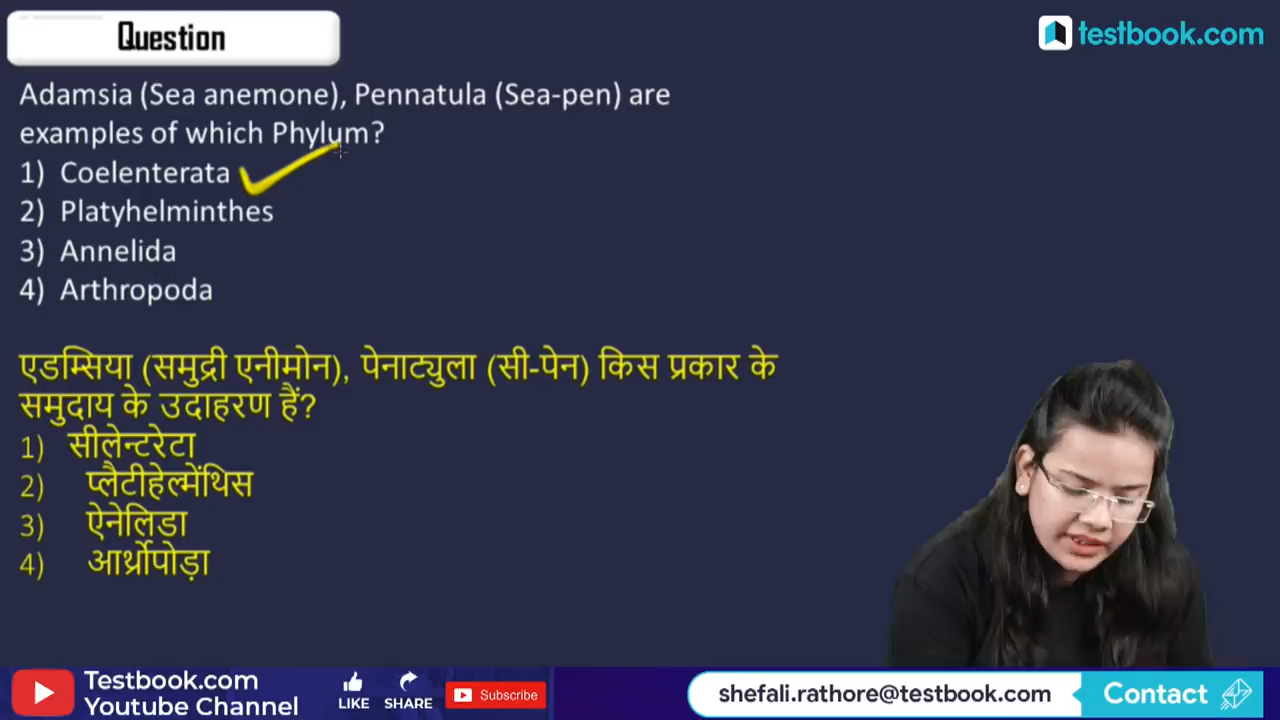 Question
testbook.com
Adamsia (Sea anemone), Pennatula (Sea-pen) are
examples of which Phylum?
1) Coelenterata
2) Platyhelminthes
3) Annelida
4) Arthropoda
एडम्सिया (समुद्री एनीमोन), पेनाट्युला (सी-पेन) किस प्रकार के
समुदाय के उदाहरण हैं?
1) सीलेन्टरेटा
2) प्लैटीहेल्मेंथिस
3) ऐनेलिडा
4) आर्थ्रोपोड़ा
Testbook.com
Youtube Channel
LIKE
SHARE
Subscribe
shefali.rathore@testbook.com
Contact